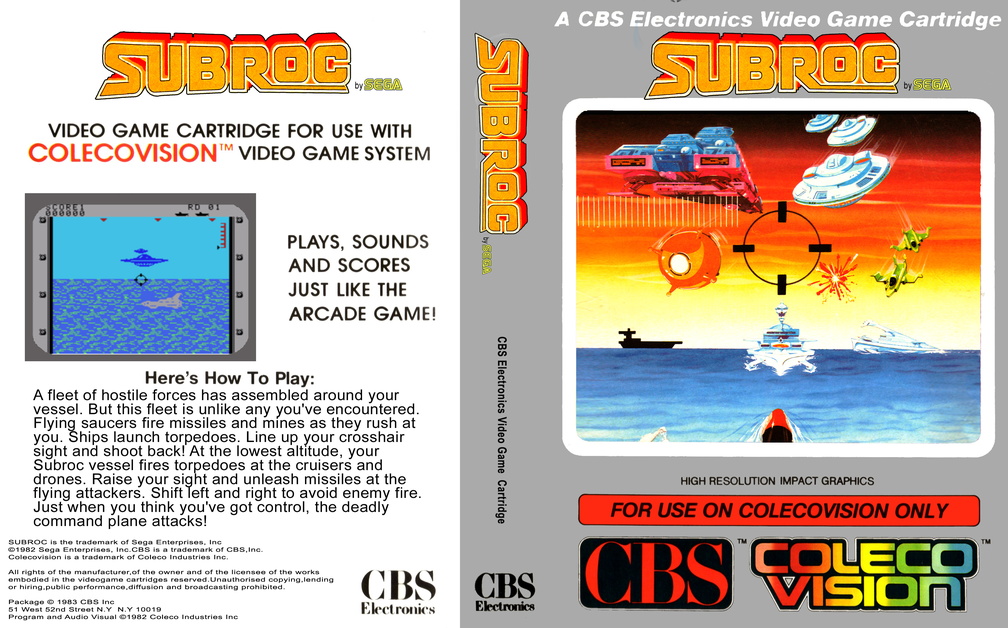 SUBROC
by SEGA
VIDEO GAME CARTRIDGE FOR USE WITH
COLECOVISION™ VIDEO GAME SYSTEM
SCORE1
000000
RD 01
PLAYS, SOUNDS
AND SCORES
JUST LIKE THE
ARCADE GAME!
Here's How To Play:
A fleet of hostile forces has assembled around your
vessel. But this fleet is unlike any you've encountered.
Flying saucers fire missiles and mines as they rush at
you. Ships launch torpedoes. Line up your crosshair
sight and shoot back! At the lowest altitude, your
Subroc vessel fires torpedoes at the cruisers and
drones. Raise your sight and unleash missiles at the
flying attackers. Shift left and right to avoid enemy fire.
Just when you think you've got control, the deadly
command plane attacks!
SUBROC is the trademark of Sega Enterprises, Inc
©1982 Sega Enterprises, Inc.CBS is a trademark of CBS,Inc.
Colecovision is a trademark of Coleco Industries Inc.
All rights of the manufacturer,of the owner and of the licensee of the works
embodied in the videogame cartridges reserved.Unauthorised copying,lending
or hiring,public performance,diffusion and broadcasting prohibited.
Package © 1983 CBS Inc
51 West 52nd Street N.Y N.Y 10019
Program and Audio Visual ©1982 Coleco Industries Inc
CBS
Electronics
SUBROC
by SEGA
CBS Electronics Video Game Cartridge
CBS
Electronics
A CBS Electronics Video Game Cartridge
SUBROC
by SEGA
HIGH RESOLUTION IMPACT GRAPHICS
FOR USE ON COLECOVISION ONLY
CBS™
COLECO™
VISION